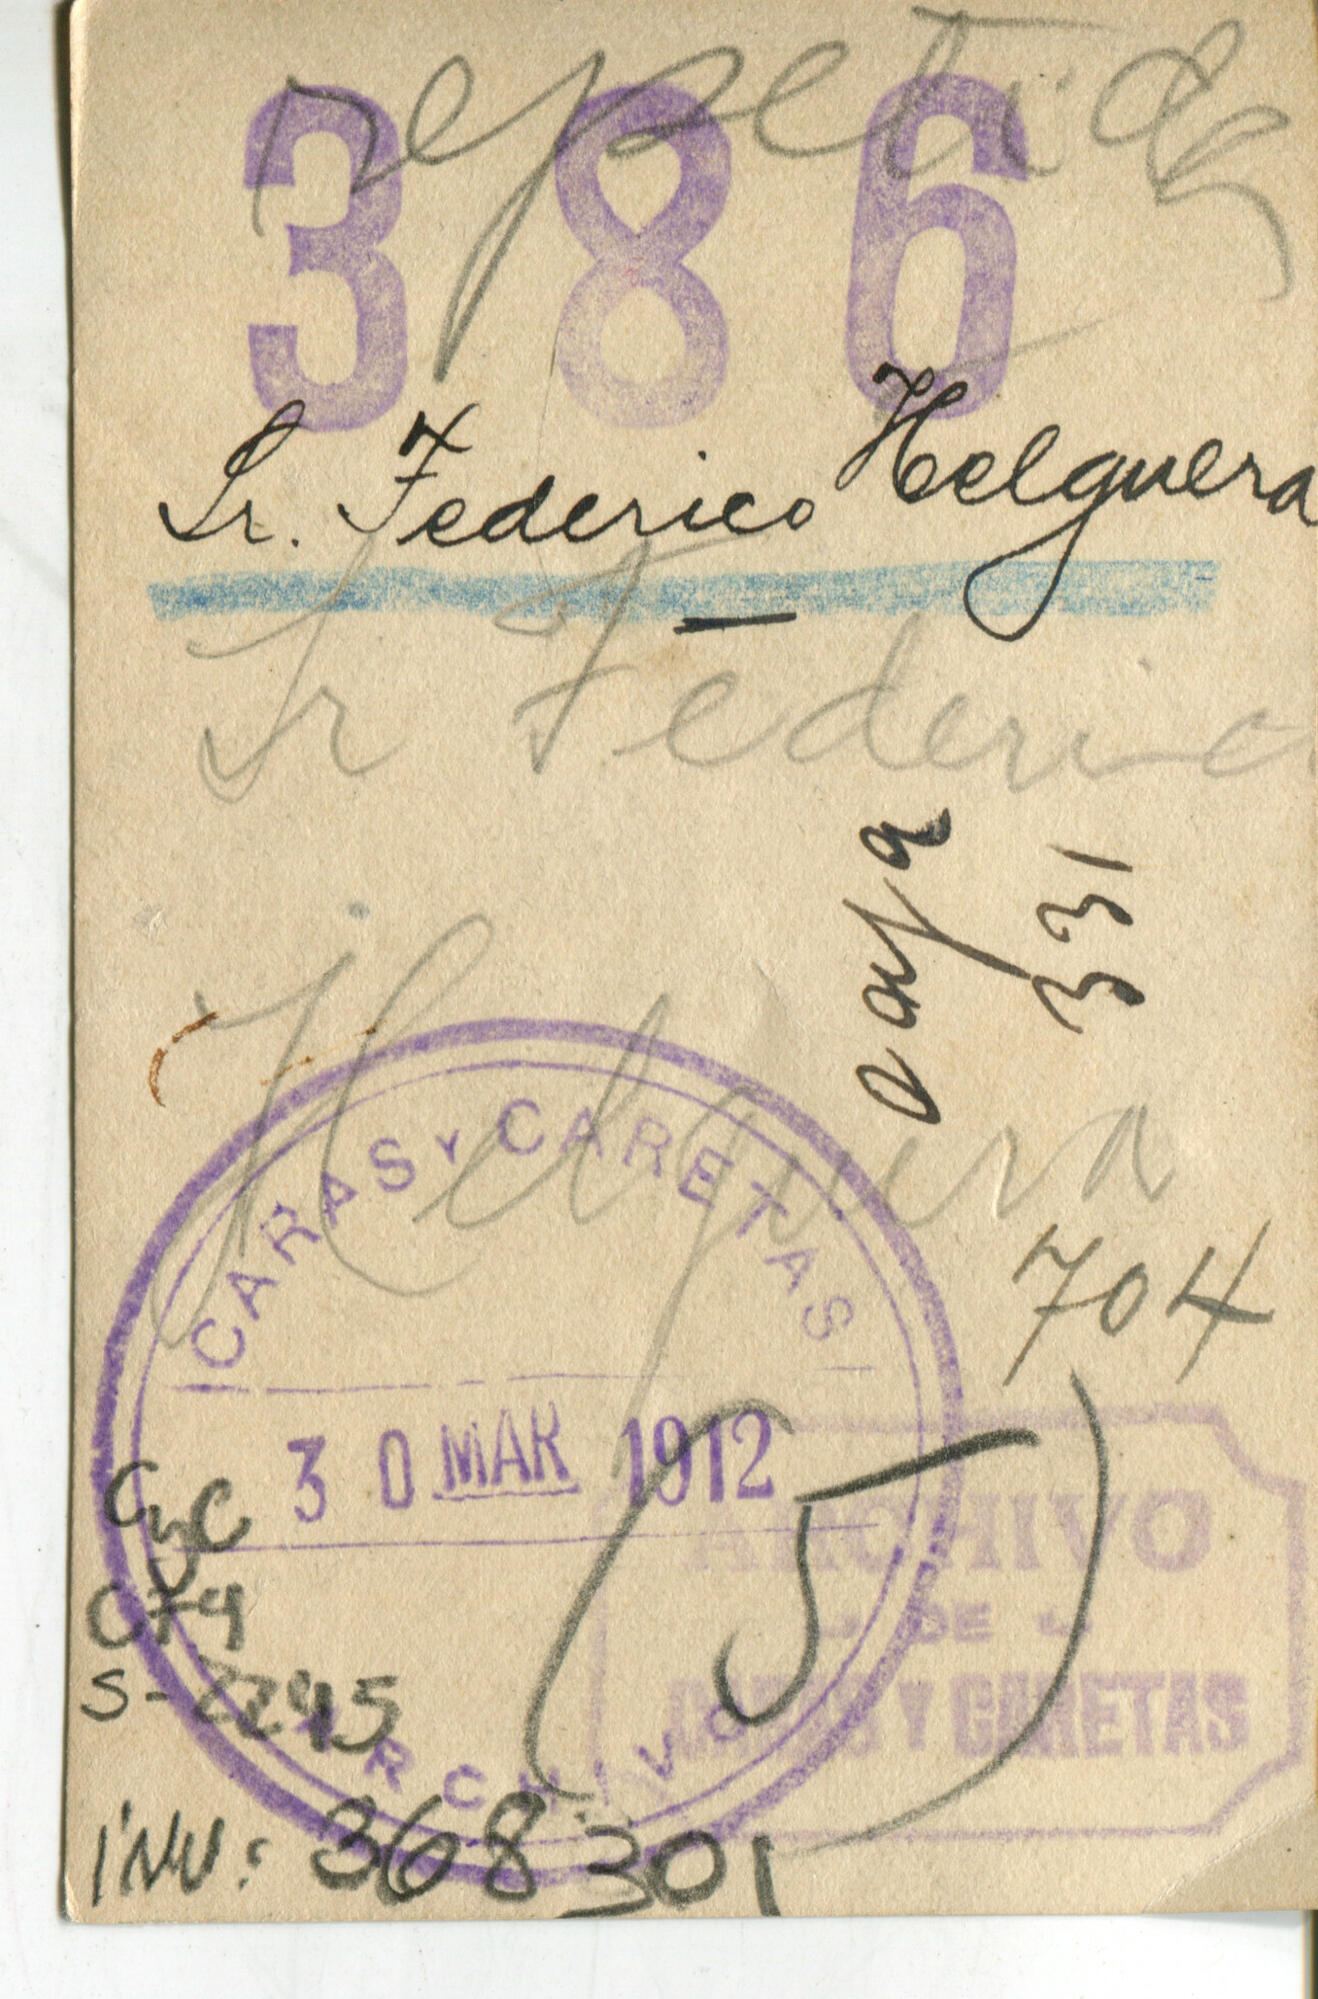 repetida
386
Sr. Federico Helguera
Sr Federico
Helguera
caja
331
704
CARAS Y CARETAS
30 MAR 1912
ARCHIVO
5
ARCHIVO
DE
CARAS Y CARETAS
CyC
C74
S-2245
inv: 368301